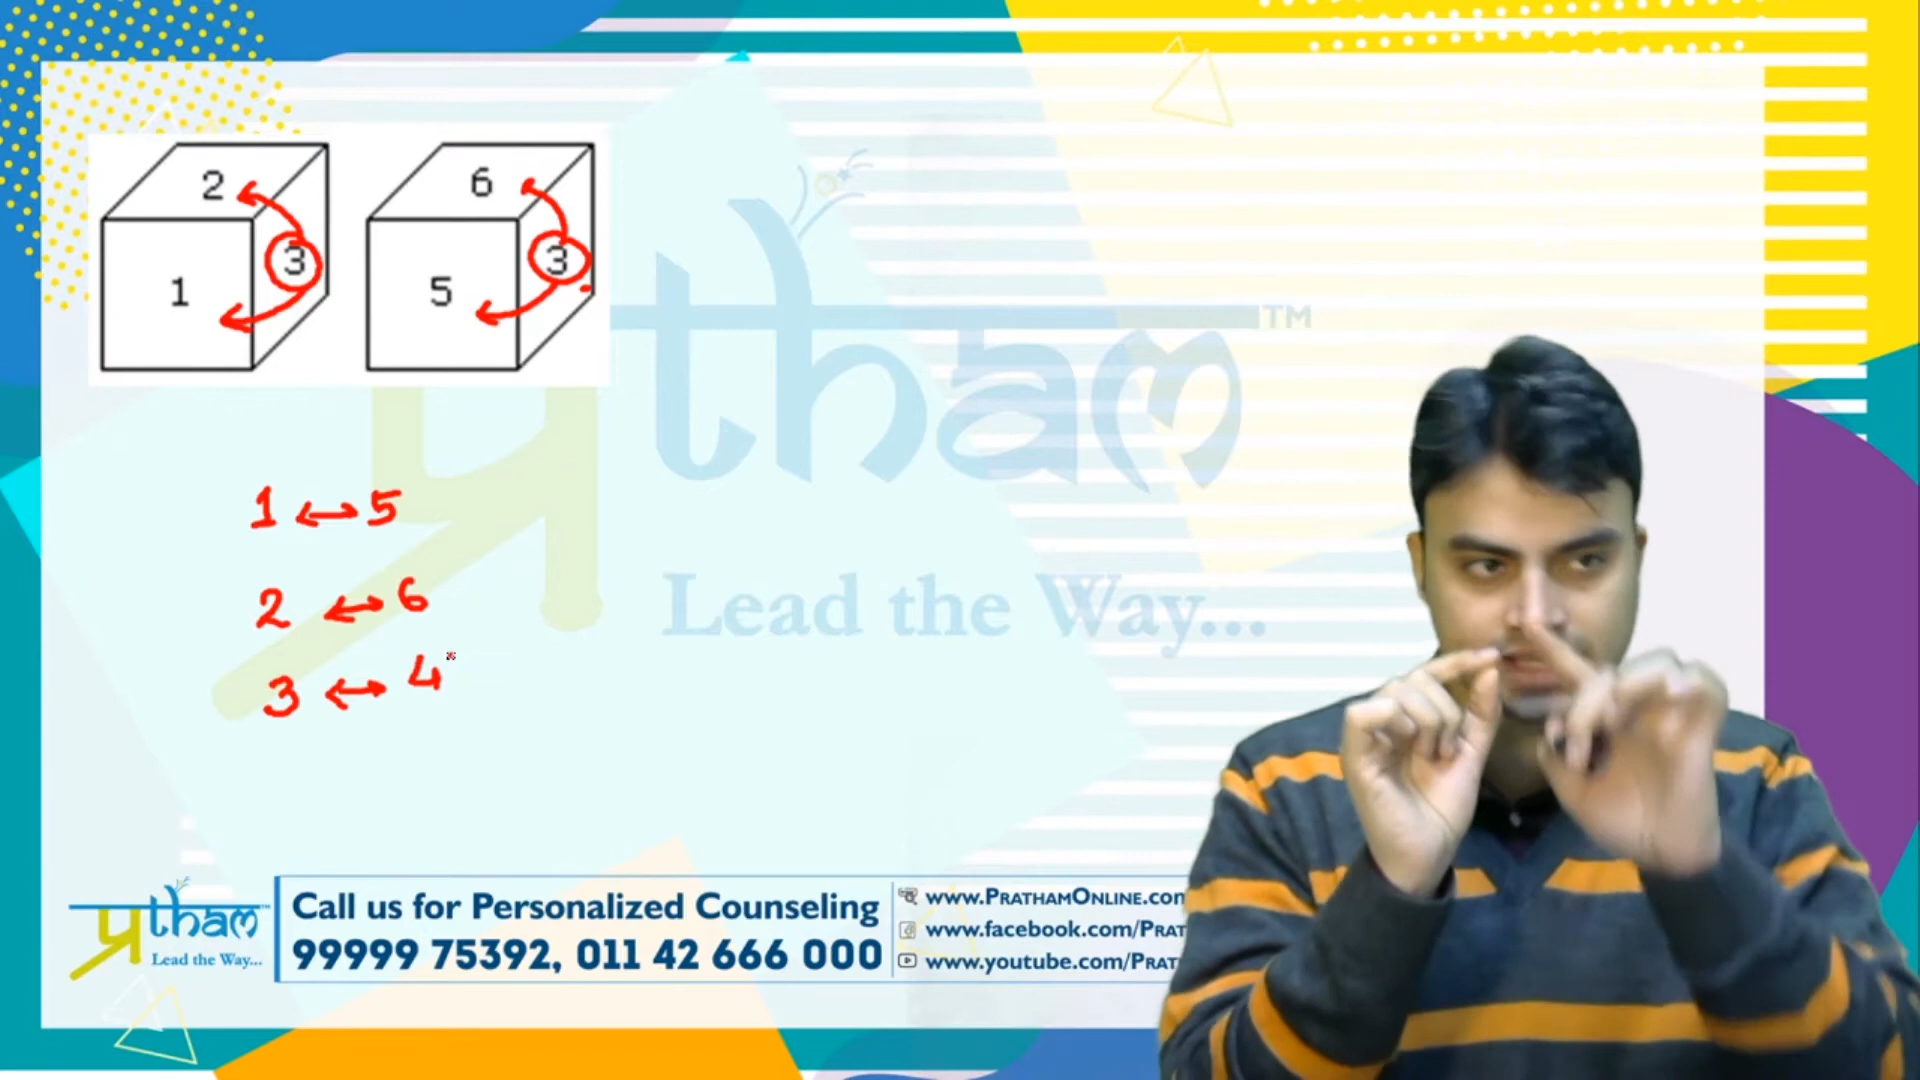 2
3
1
6
3
5
1 ↔ 5
2 ↔ 6
3 ↔ 4
प्रtham TM
Lead the Way...
प्रtham
Lead the Way...
Call us for Personalized Counseling
99999 75392, 011 42 666 000
www.PrathamOnline.com
www.facebook.com/Prat
www.youtube.com/Prat